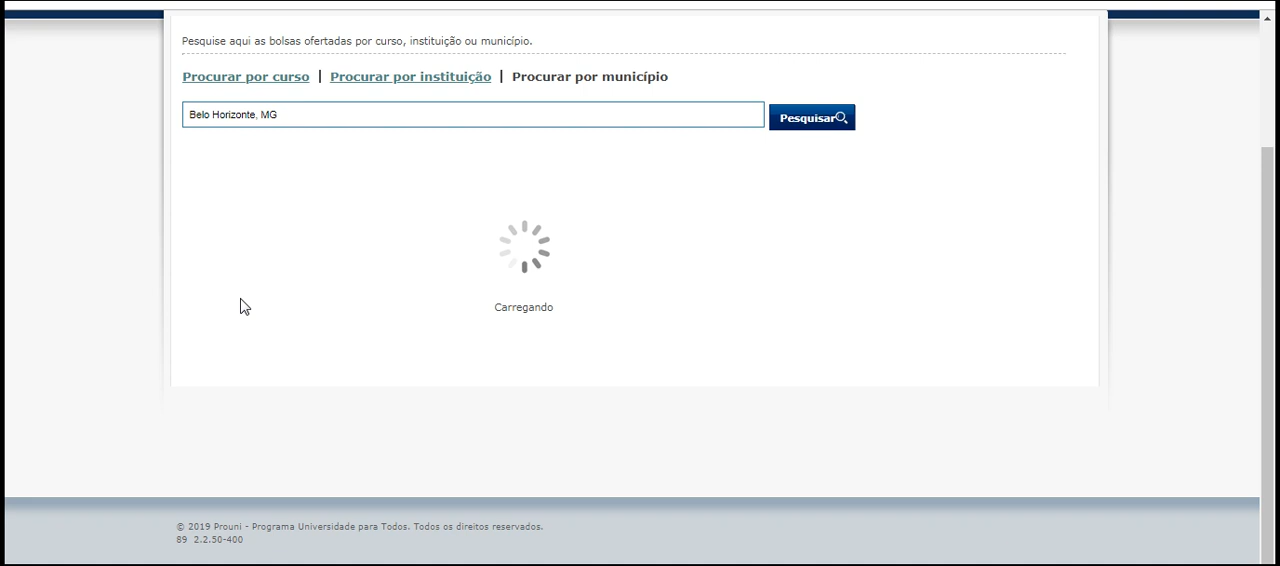 Pesquise aqui as bolsas ofertadas por curso, instituição ou município.
Procurar por curso | Procurar por instituição | Procurar por município
Belo Horizonte, MG
Pesquisar
Carregando
© 2019 Prouni - Programa Universidade para Todos. Todos os direitos reservados.
89 2.2.50-400